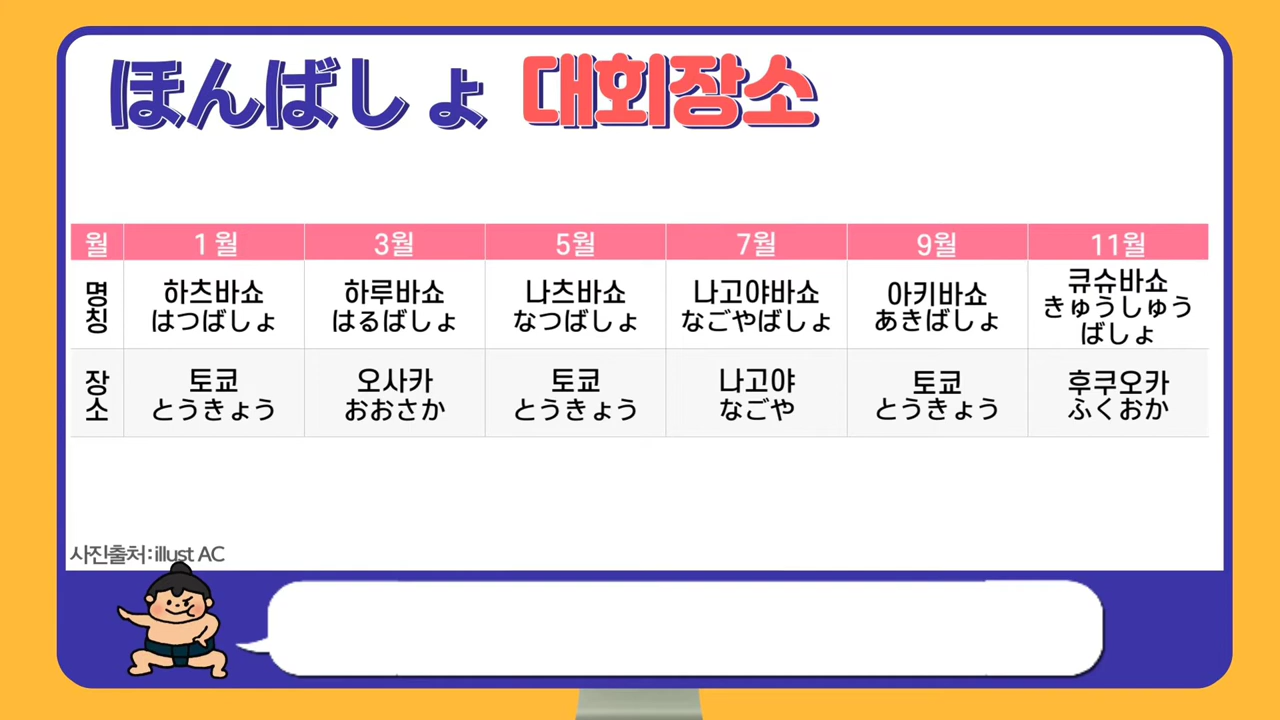 ほんばしょ 대회장소
월 1월 3월 5월 7월 9월 11월
명칭 하츠바쇼 하루바쇼 나츠바쇼 나고야바쇼 아키바쇼 큐슈바쇼
はつばしょ はるばしょ なつばしょ なごやばしょ あきばしょ きゅうしゅう
ばしょ
장소 토쿄 오사카 토쿄 나고야 토쿄 후쿠오카
とうきょう おおさか とうきょう なごや とうきょう ふくおか
사진출처:illust AC